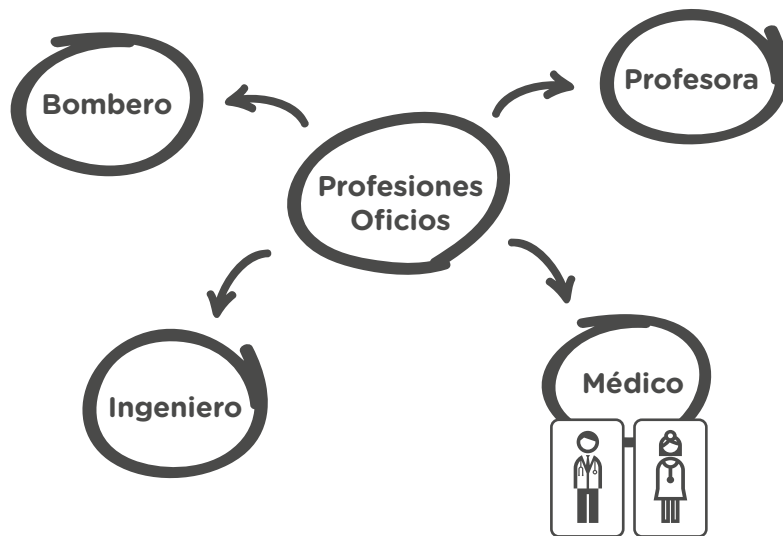 Bombero
Profesora
Profesiones
Oficios
Ingeniero
Médico